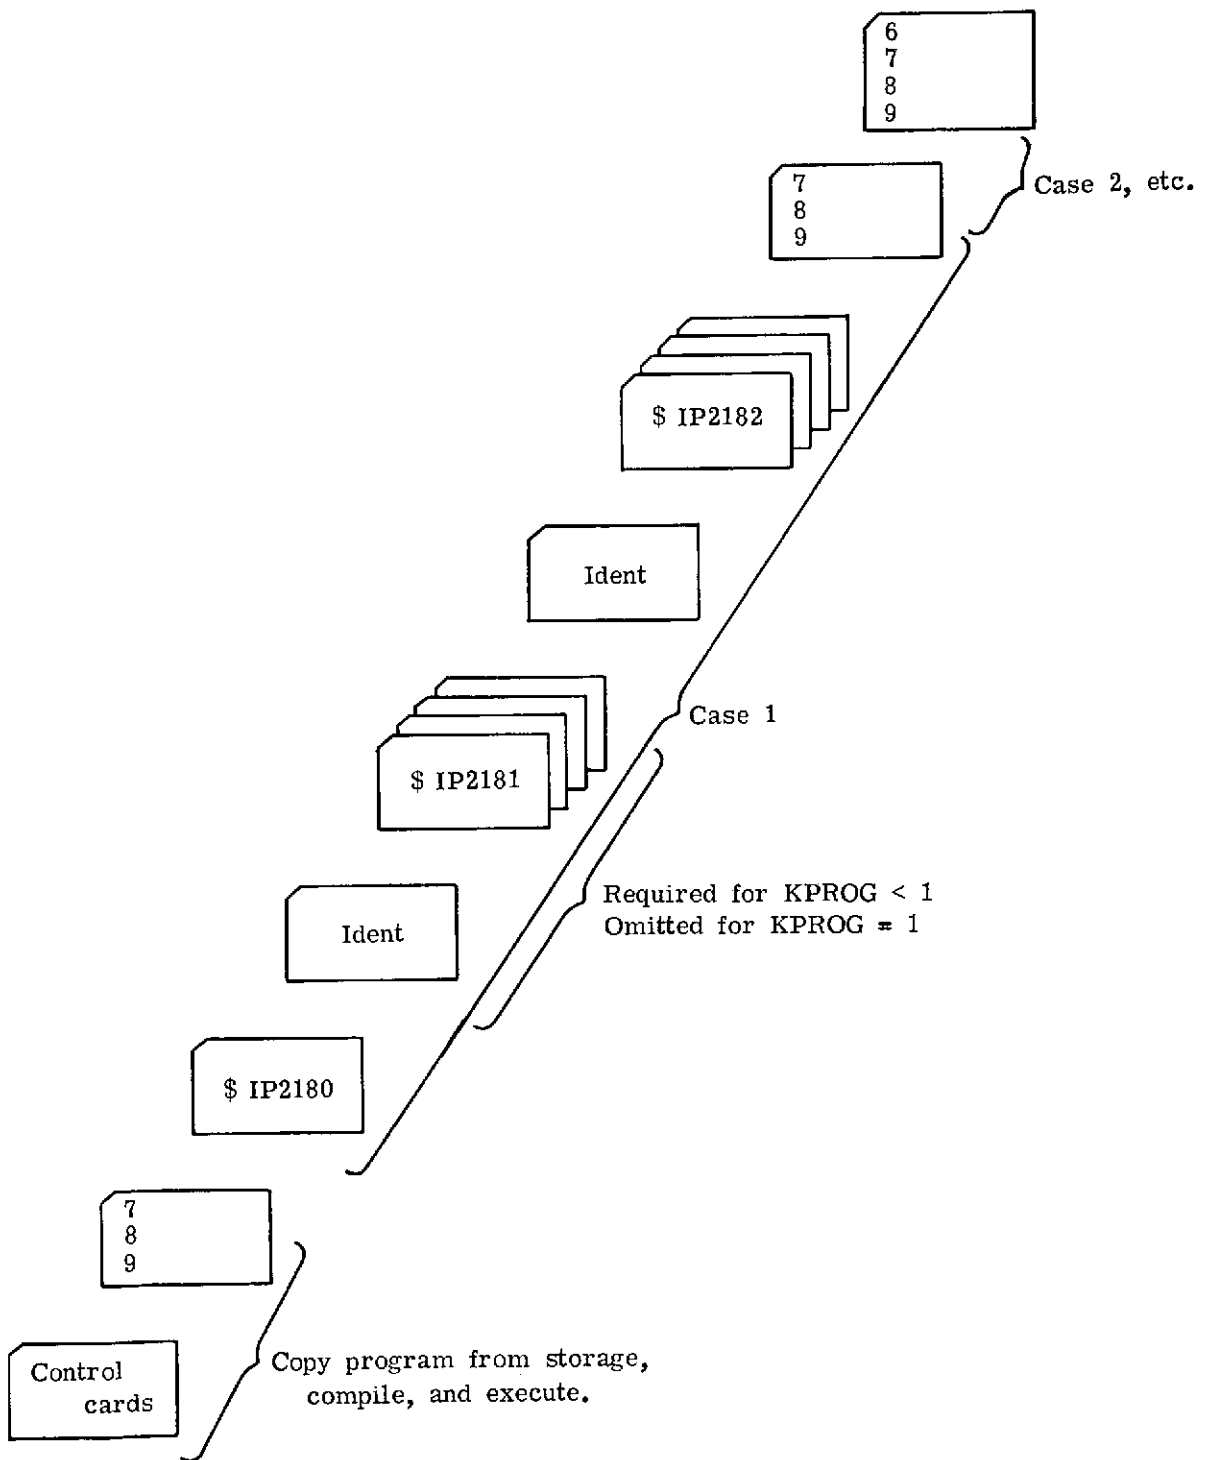 6
7
8
9
7
8
9
Case 2, etc.
$ IP2182
Ident
Case 1
$ IP2181
Required for KPROG < 1
Omitted for KPROG = 1
Ident
$ IP2180
7
8
9
Control
cards
Copy program from storage,
compile, and execute.